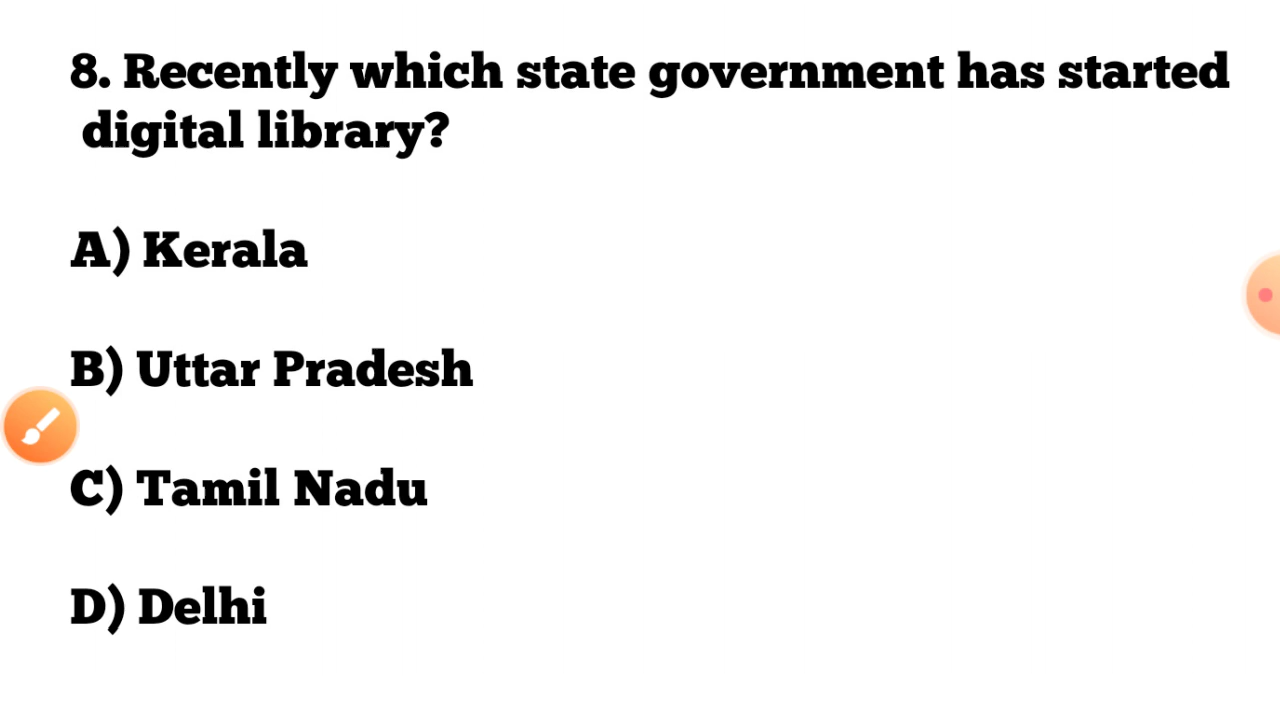 8. Recently which state government has started
digital library?
A) Kerala
B) Uttar Pradesh
C) Tamil Nadu
D) Delhi